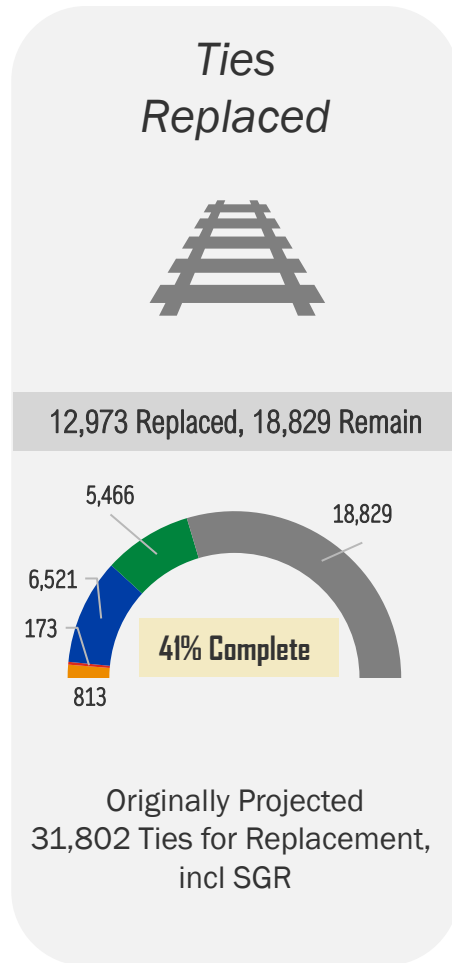 Ties
Replaced
12,973 Replaced, 18,829 Remain
5,466
18,829
6,521
173
41% Complete
813
Originally Projected
31,802 Ties for Replacement,
incl SGR